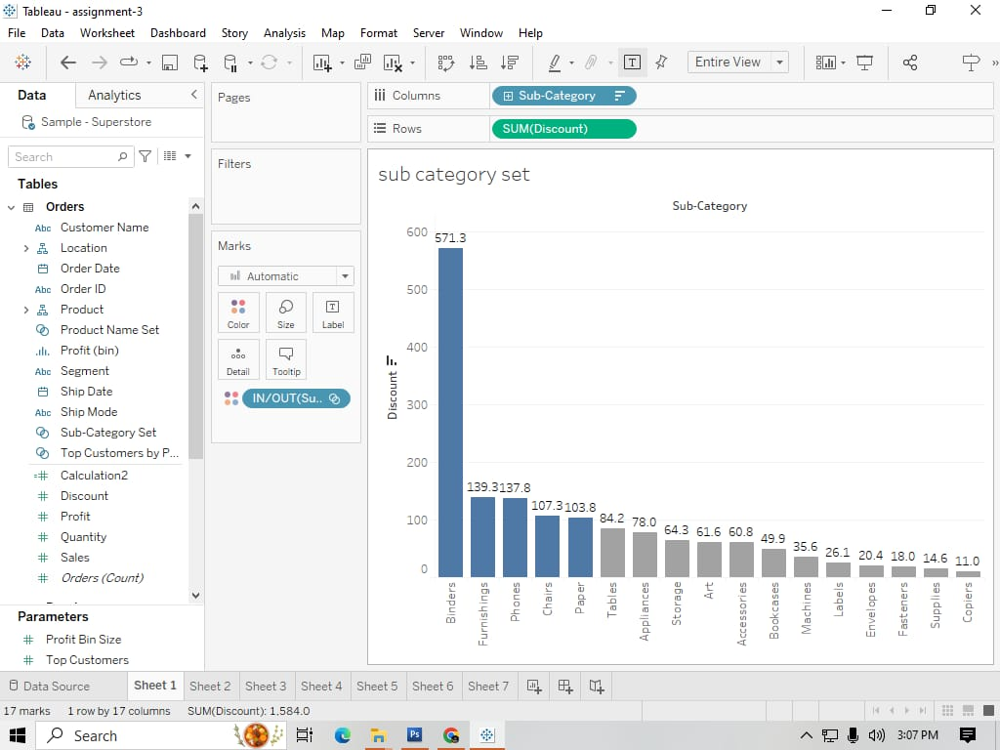 Tableau - assignment-3
File Data Worksheet Dashboard Story Analysis Map Format Server Window Help
Entire View
Data Analytics
Sample - Superstore
Search
Tables
Orders
Abc Customer Name
Location
Order Date
Abc Order ID
Product
Product Name Set
Profit (bin)
Abc Segment
Ship Date
Abc Ship Mode
Sub-Category Set
Top Customers by P...
Calculation2
Discount
Profit
Quantity
Sales
Orders (Count)
Parameters
Profit Bin Size
Top Customers
Pages
Filters
Marks
Automatic
Color Size Label
Detail Tooltip
IN/OUT(Su..
Columns Sub-Category
Rows SUM(Discount)
sub category set
Sub-Category
Discount
600
500
400
300
200
100
0
571.3 139.3 137.8 107.3 103.8 84.2 78.0 64.3 61.6 60.8 49.9 35.6 26.1 20.4 18.0 14.6 11.0
Binders Furnishings Phones Chairs Paper Tables Appliances Storage Art Accessories Bookcases Machines Labels Envelopes Fasteners Supplies Copiers
Data Source Sheet 1 Sheet 2 Sheet 3 Sheet 4 Sheet 5 Sheet 6 Sheet 7
17 marks 1 row by 17 columns SUM(Discount): 1,584.0
Search Ps 3:07 PM